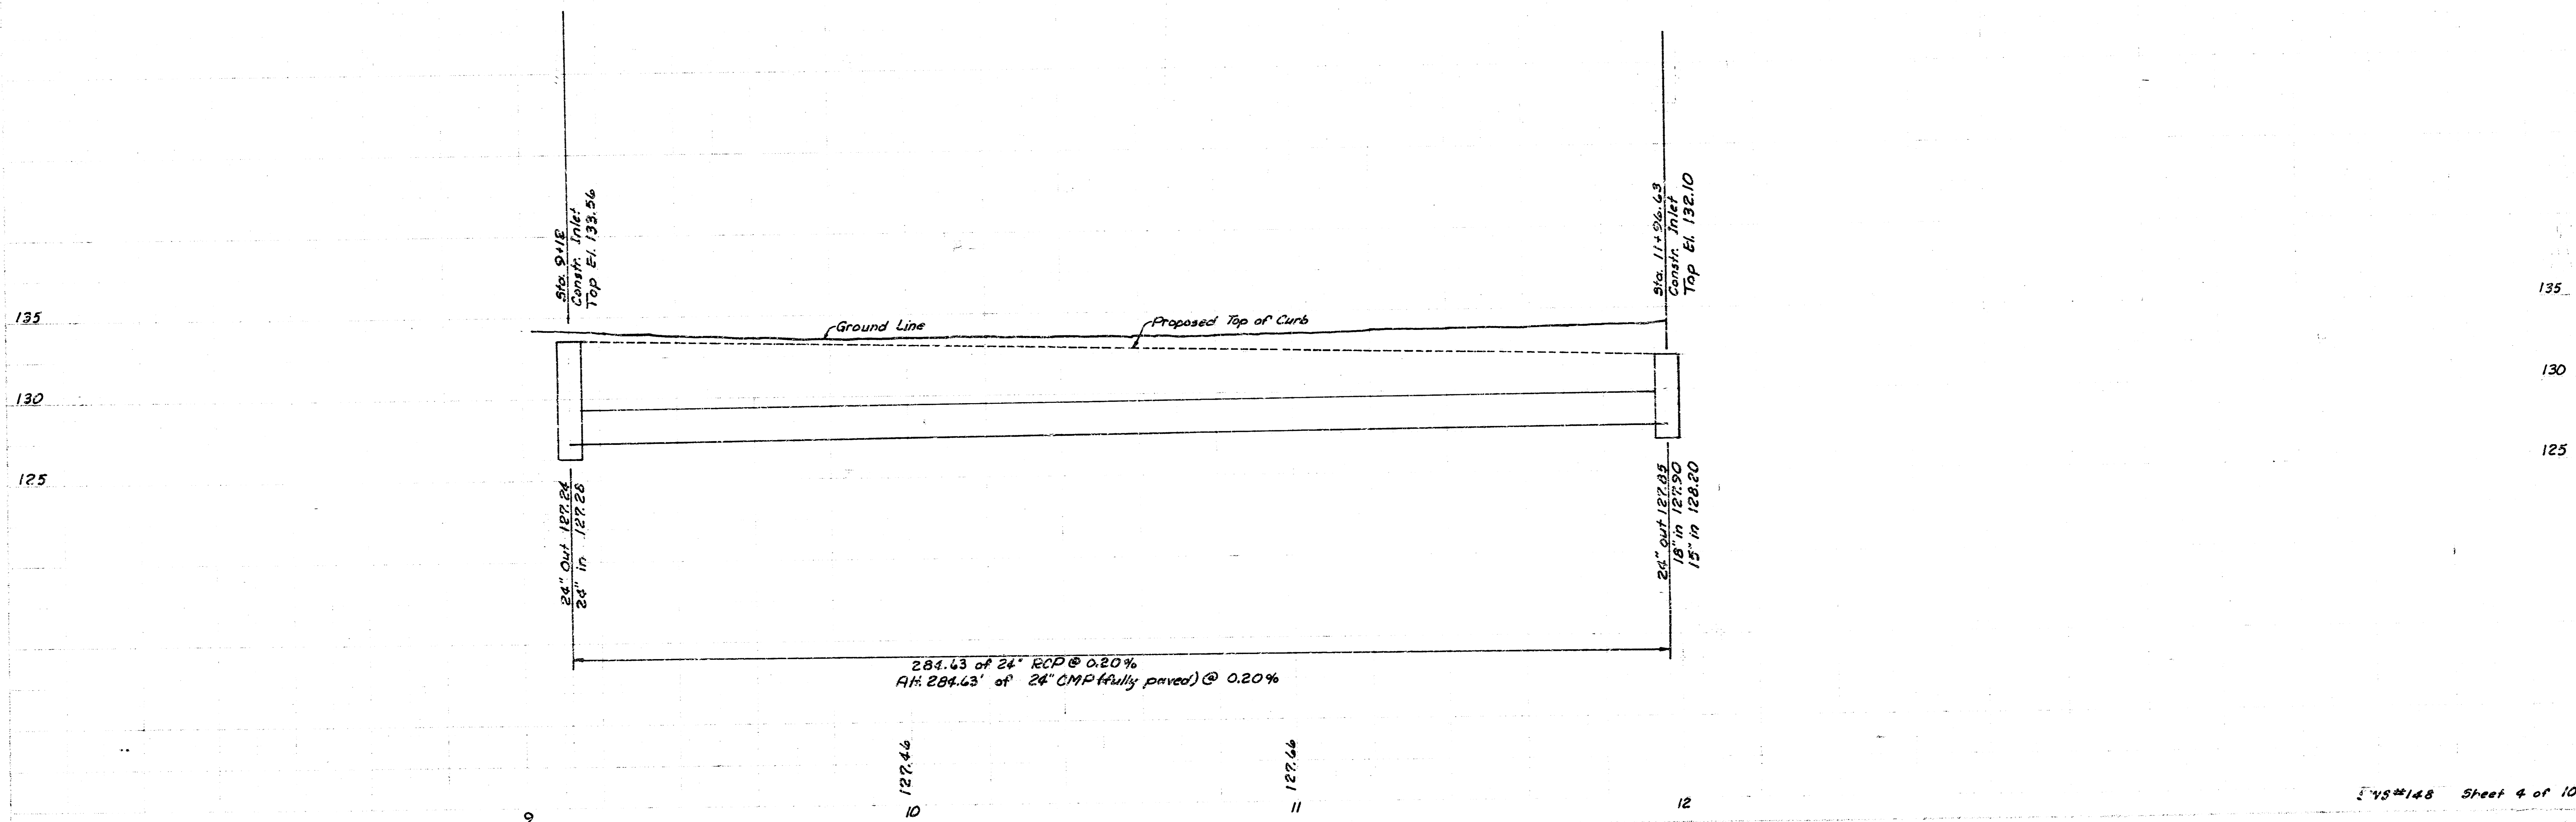 Sta. 9+12
Constr. Inlet
Top El. 133.56
Sta. 11+96.63
Constr. Inlet
Top El. 132.10
135
135
Ground Line
Proposed Top of Curb
130
130
125
125
24" Out 127.24
24" in 127.28
24" out 127.85
18" in 127.90
15" in 128.20
284.63 of 24" RCP @ 0.20%
Alt. 284.63' of 24" CMP (fully paved) @ 0.20%
127.46
127.66
9
10
11
12
#148 Sheet 4 of 10